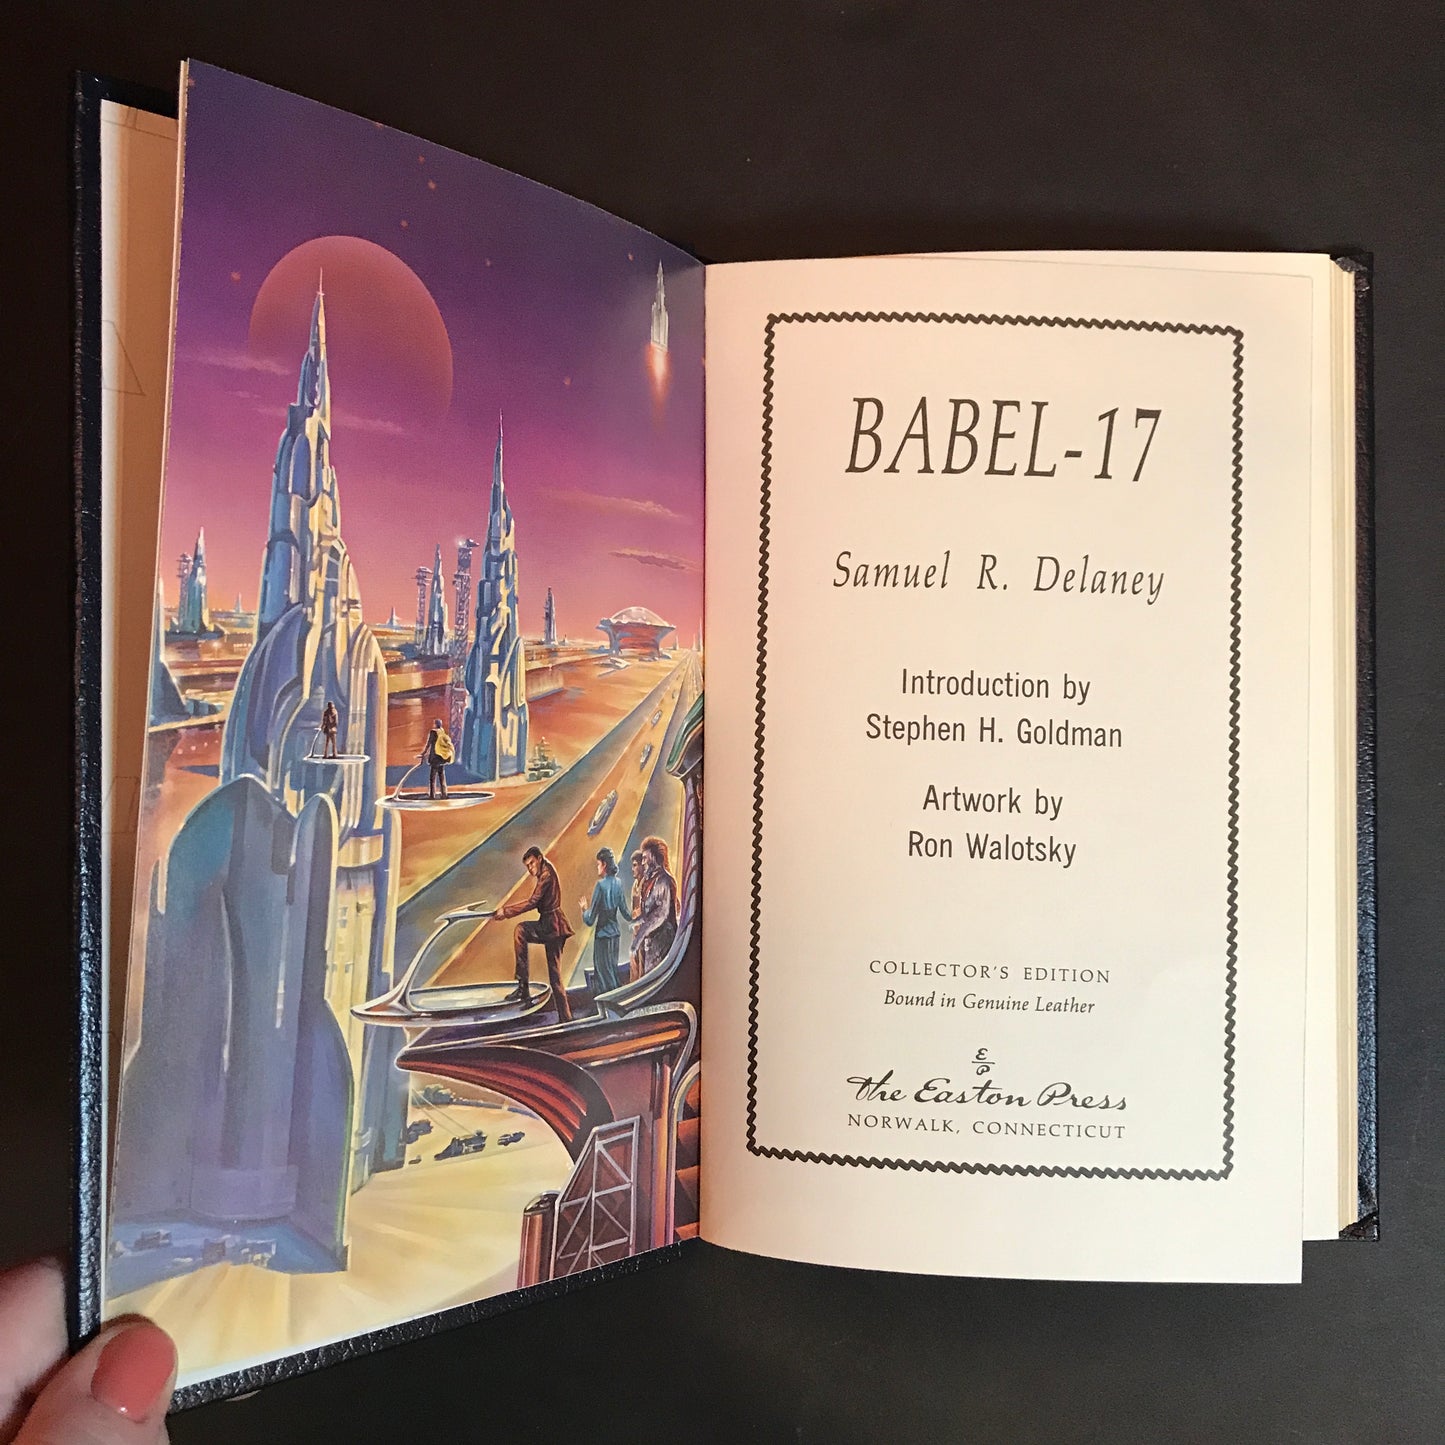 BABEL-17
Samuel R. Delaney
Introduction by
Stephen H. Goldman
Artwork by
Ron Walotsky
COLLECTOR'S EDITION
Bound in Genuine Leather
E
P
The Easton Press
NORWALK, CONNECTICUT